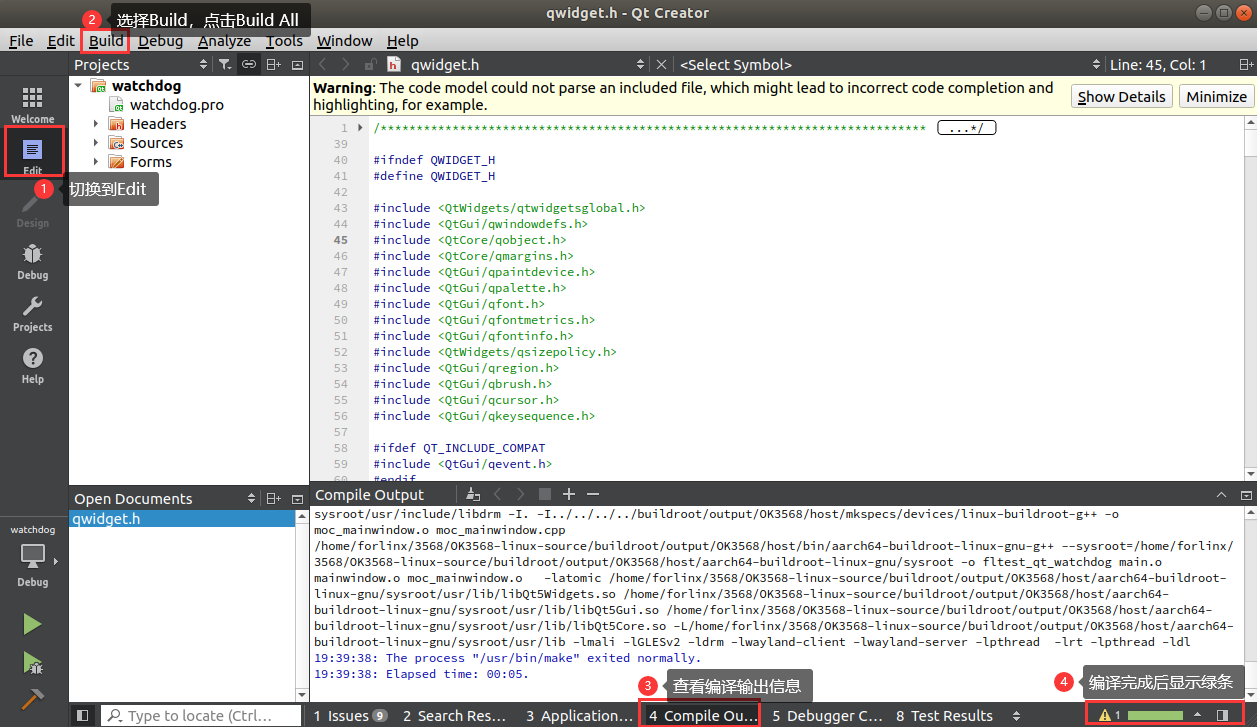 qwidget.h - Qt Creator
2 选择Build，点击Build All
File Edit Build Debug Analyze Tools Window Help
Projects
qwidget.h
<Select Symbol>
Line: 45, Col: 1
Welcome
Edit
1 切换到Edit
Design
Debug
Projects
Help
watchdog
watchdog.pro
Headers
Sources
Forms
Warning: The code model could not parse an included file, which might lead to incorrect code completion and
highlighting, for example.
Show Details
Minimize
1 /**************************************************************************** ...*/
39
40 #ifndef QWIDGET_H
41 #define QWIDGET_H
42
43 #include <QtWidgets/qtwidgetsglobal.h>
44 #include <QtGui/qwindowdefs.h>
45 #include <QtCore/qobject.h>
46 #include <QtCore/qmargins.h>
47 #include <QtGui/qpaintdevice.h>
48 #include <QtGui/qpalette.h>
49 #include <QtGui/qfont.h>
50 #include <QtGui/qfontmetrics.h>
51 #include <QtGui/qfontinfo.h>
52 #include <QtWidgets/qsizepolicy.h>
53 #include <QtGui/qregion.h>
54 #include <QtGui/qbrush.h>
55 #include <QtGui/qcursor.h>
56 #include <QtGui/qkeysequence.h>
57
58 #ifdef QT_INCLUDE_COMPAT
59 #include <QtGui/qevent.h>
60 #endif
Open Documents
qwidget.h
watchdog
Debug
Compile Output
sysroot/usr/include/libdrm -I. -I../../../../buildroot/output/OK3568/host/mkspecs/devices/linux-buildroot-g++ -o
moc_mainwindow.o moc_mainwindow.cpp
/home/forlinx/3568/OK3568-linux-source/buildroot/output/OK3568/host/bin/aarch64-buildroot-linux-gnu-g++ --sysroot=/home/forlinx/
3568/OK3568-linux-source/buildroot/output/OK3568/host/aarch64-buildroot-linux-gnu/sysroot -o fltest_qt_watchdog main.o
mainwindow.o moc_mainwindow.o -latomic /home/forlinx/3568/OK3568-linux-source/buildroot/output/OK3568/host/aarch64-buildroot-
linux-gnu/sysroot/usr/lib/libQt5Widgets.so /home/forlinx/3568/OK3568-linux-source/buildroot/output/OK3568/host/aarch64-
buildroot-linux-gnu/sysroot/usr/lib/libQt5Gui.so /home/forlinx/3568/OK3568-linux-source/buildroot/output/OK3568/host/aarch64-
buildroot-linux-gnu/sysroot/usr/lib/libQt5Core.so -L/home/forlinx/3568/OK3568-linux-source/buildroot/output/OK3568/host/aarch64-
buildroot-linux-gnu/sysroot/usr/lib -lmali -lGLESv2 -ldrm -lwayland-client -lwayland-server -lpthread -lrt -lpthread -ldl
19:39:38: The process "/usr/bin/make" exited normally.
19:39:38: Elapsed time: 00:05.
3 查看编译输出信息
4 编译完成后显示绿条
Type to locate (Ctrl...
1 Issues 9
2 Search Res...
3 Application...
4 Compile Ou...
5 Debugger C...
8 Test Results
1